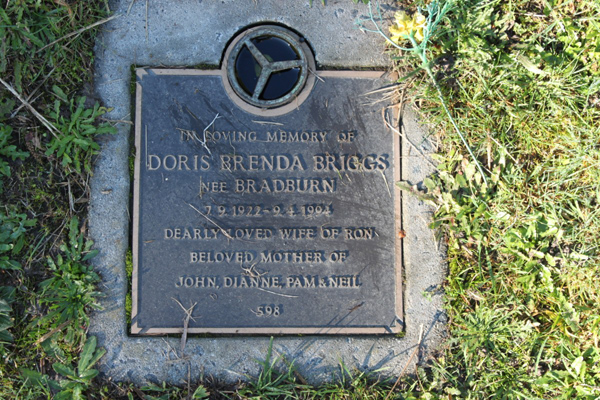 IN LOVING MEMORY OF
DORIS BRENDA BRIGGS
NEE BRADBURN
7.9.1922-9.4.1994
DEARLY LOVED WIFE OF RON
BELOVED MOTHER OF
JOHN, DIANNE, PAM & NEIL
598